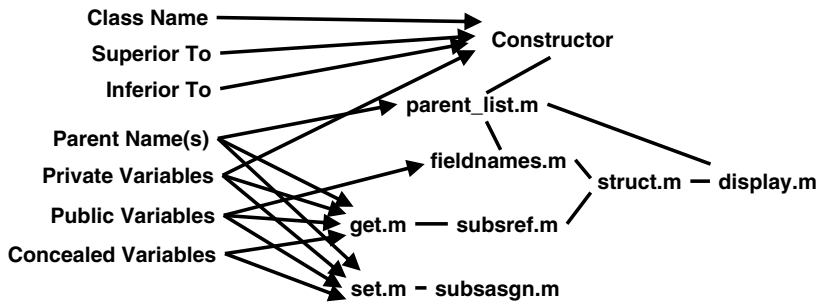 Class Name
Superior To
Inferior To
Parent Name(s)
Private Variables
Public Variables
Concealed Variables
Constructor
parent_list.m
fieldnames.m
struct.m
display.m
get.m
subsref.m
set.m
subsasgn.m